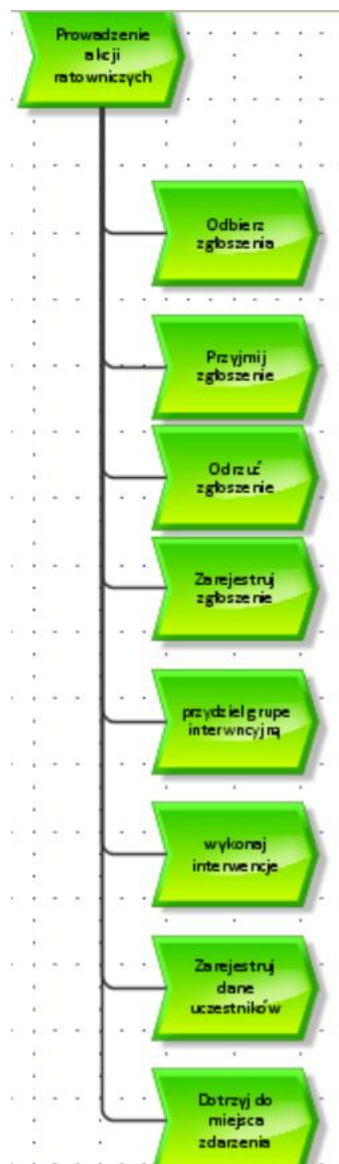 Prowadzenie
akcji
ratowniczych
Odbierz
zgłoszenia
Przyjmij
zgłoszenie
Odrzuć
zgłoszenie
Zarejestruj
zgłoszenie
przydziel grupe
interwncyjną
wykonaj
interwencje
Zarejestruj
dane
uczestników
Dotrzyj do
miejsca
zdarzenia